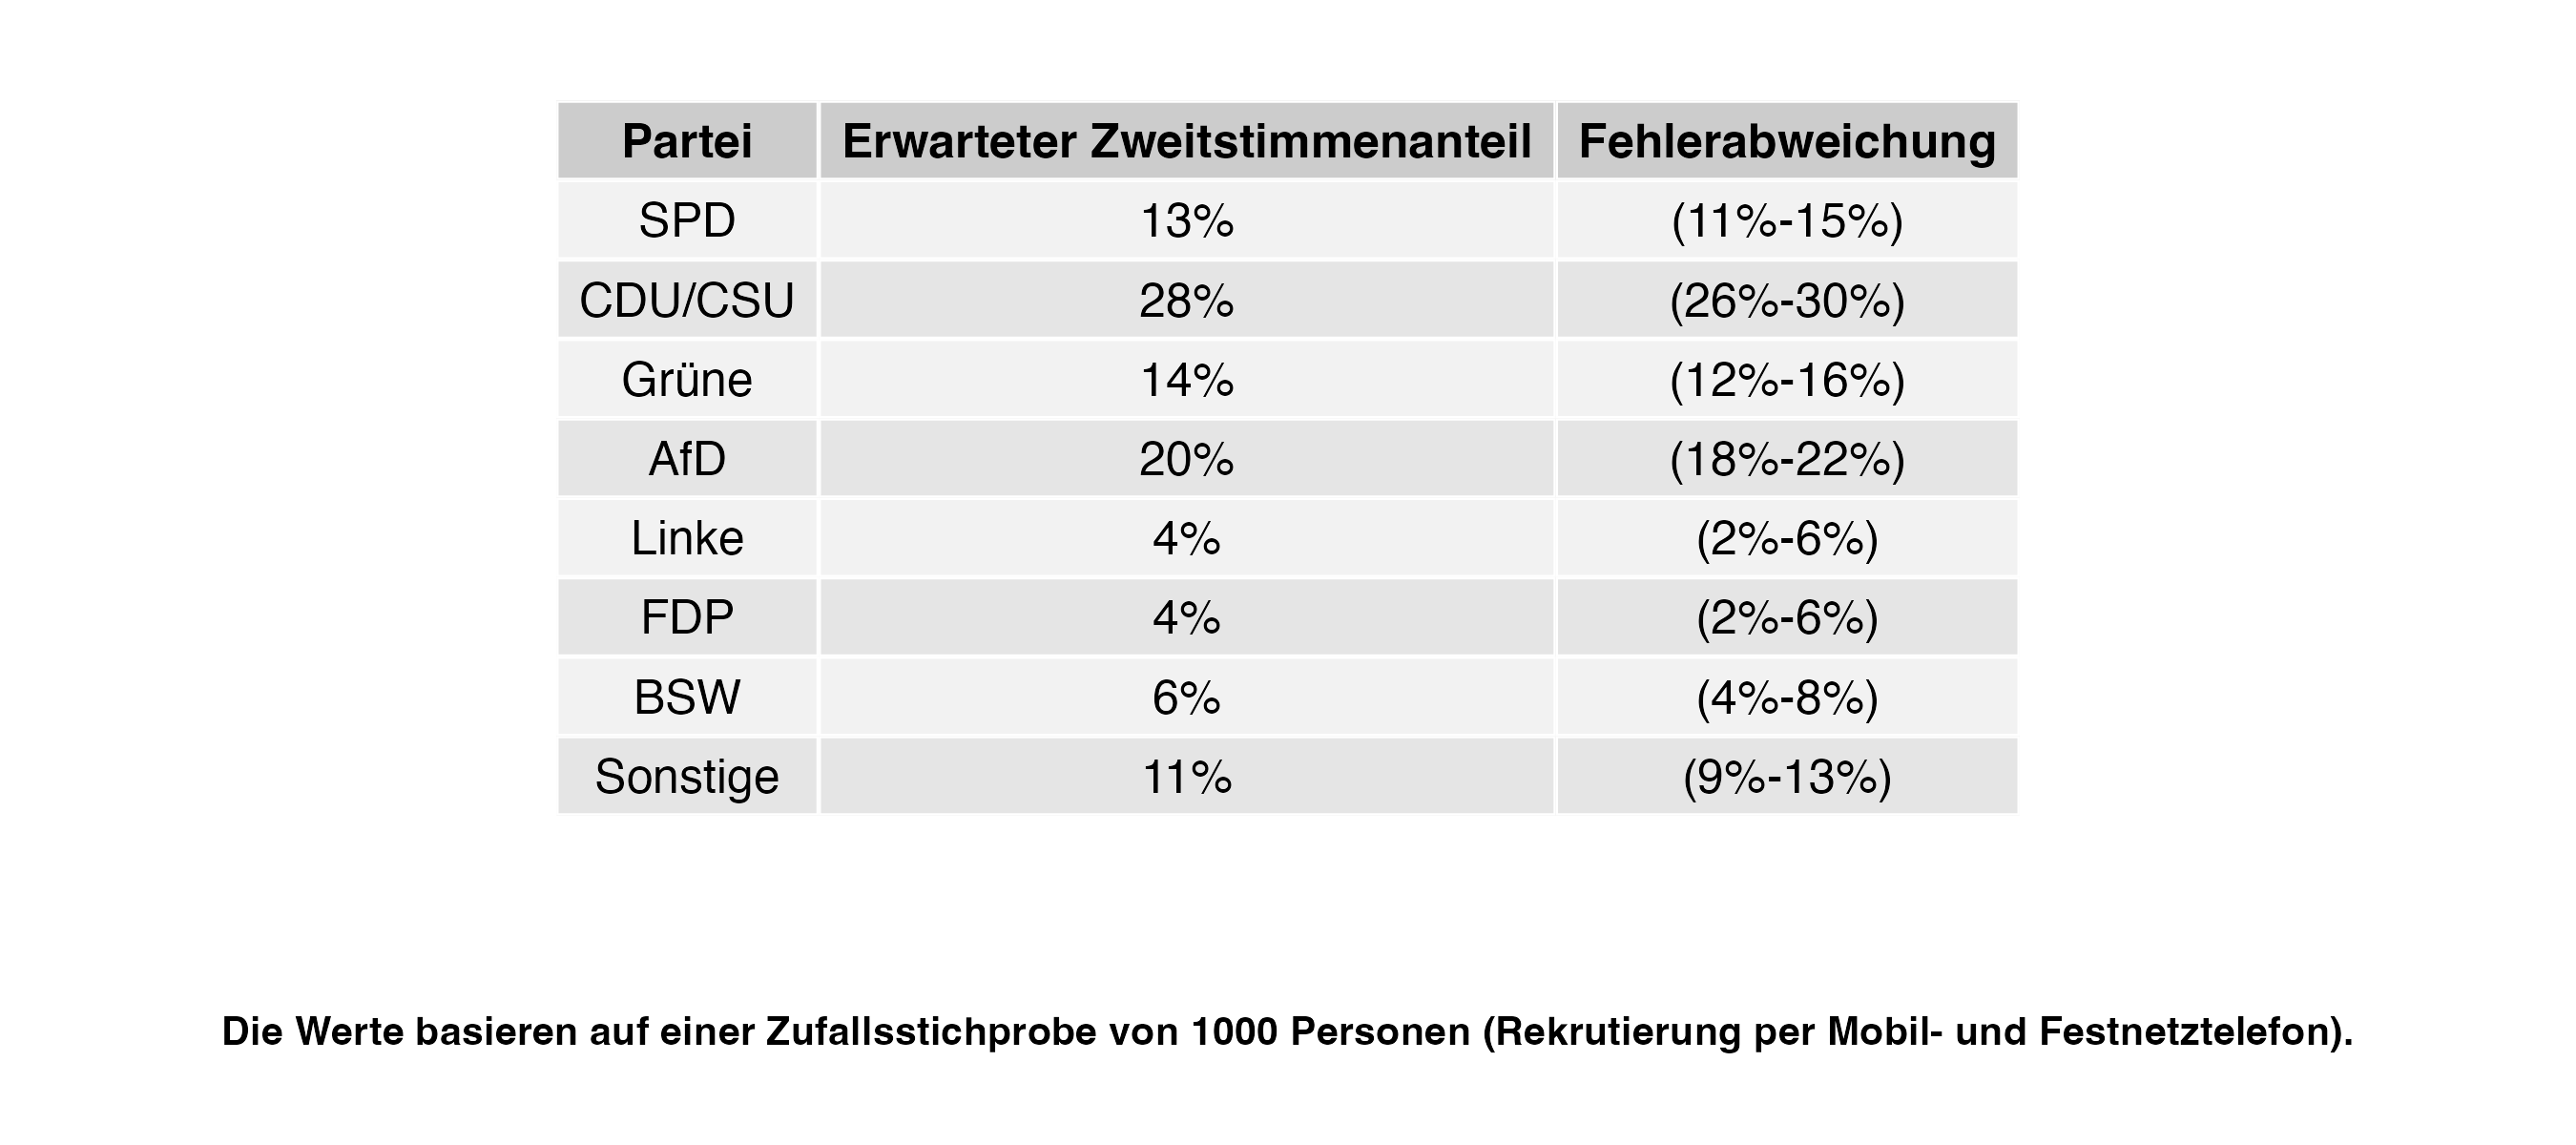 Partei Erwarteter Zweitstimmenanteil Fehlerabweichung
SPD 13% (11%-15%)
CDU/CSU 28% (26%-30%)
Grüne 14% (12%-16%)
AfD 20% (18%-22%)
Linke 4% (2%-6%)
FDP 4% (2%-6%)
BSW 6% (4%-8%)
Sonstige 11% (9%-13%)
Die Werte basieren auf einer Zufallsstichprobe von 1000 Personen (Rekrutierung per Mobil- und Festnetztelefon).